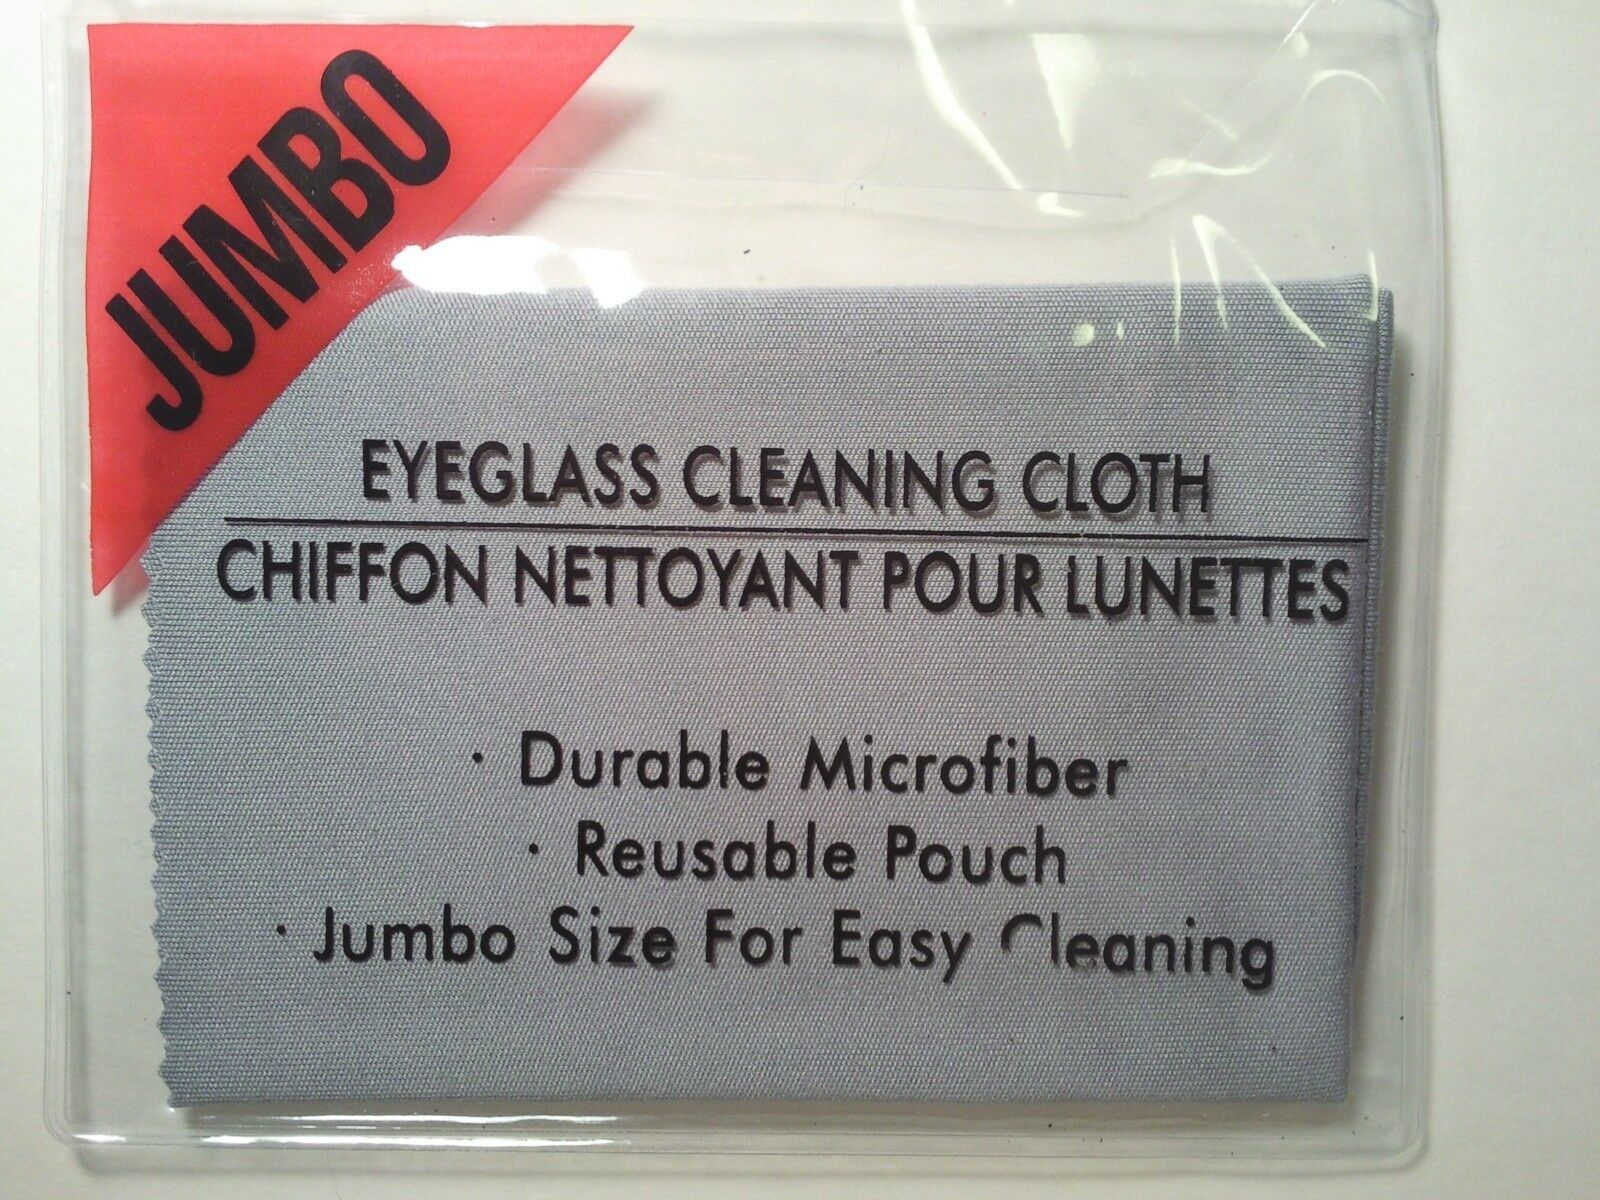 JUMBO
EYEGLASS CLEANING CLOTH
CHIFFON NETTOYANT POUR LUNETTES
· Durable Microfiber
· Reusable Pouch
· Jumbo Size For Easy Cleaning